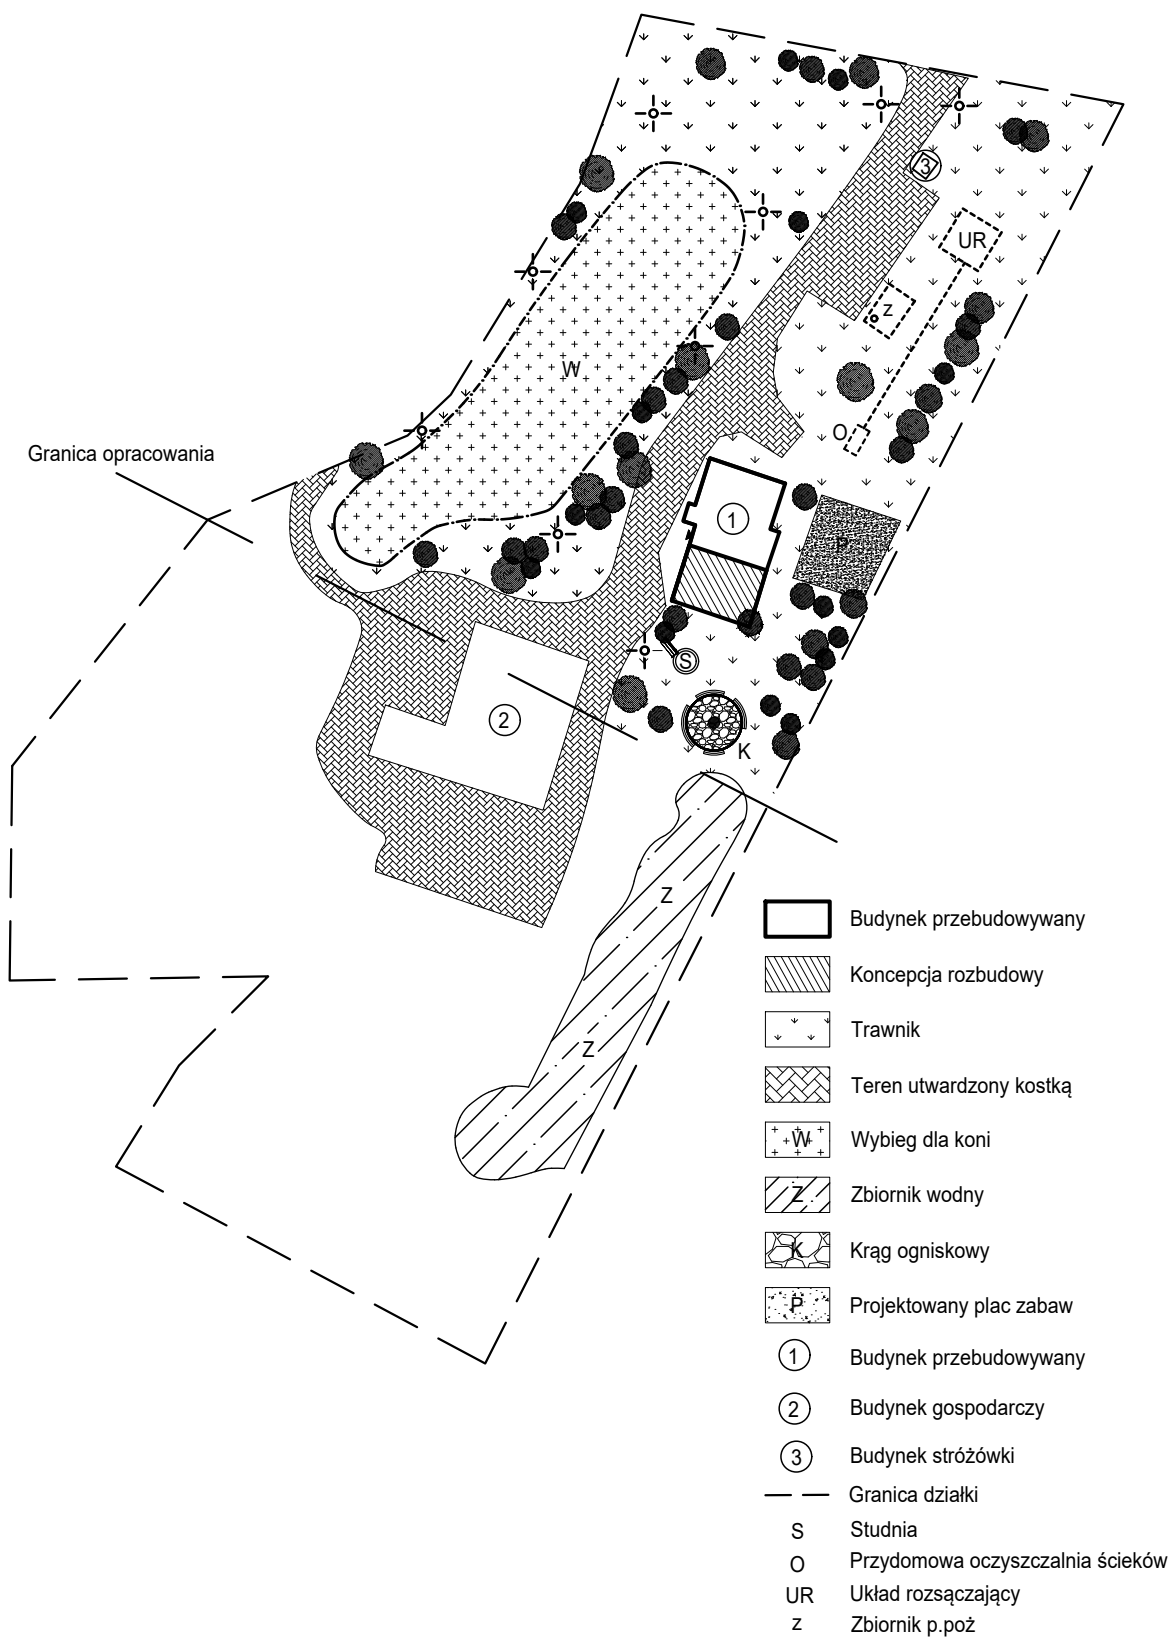 3
UR
z
W
O
Granica opracowania
1
P
S
2
K
Z
Z
Budynek przebudowywany
Koncepcja rozbudowy
Trawnik
Teren utwardzony kostką
W Wybieg dla koni
Z Zbiornik wodny
K Krąg ogniskowy
P Projektowany plac zabaw
1 Budynek przebudowywany
2 Budynek gospodarczy
3 Budynek stróżówki
Granica działki
S Studnia
O Przydomowa oczyszczalnia ścieków
UR Układ rozsączający
z Zbiornik p.poż